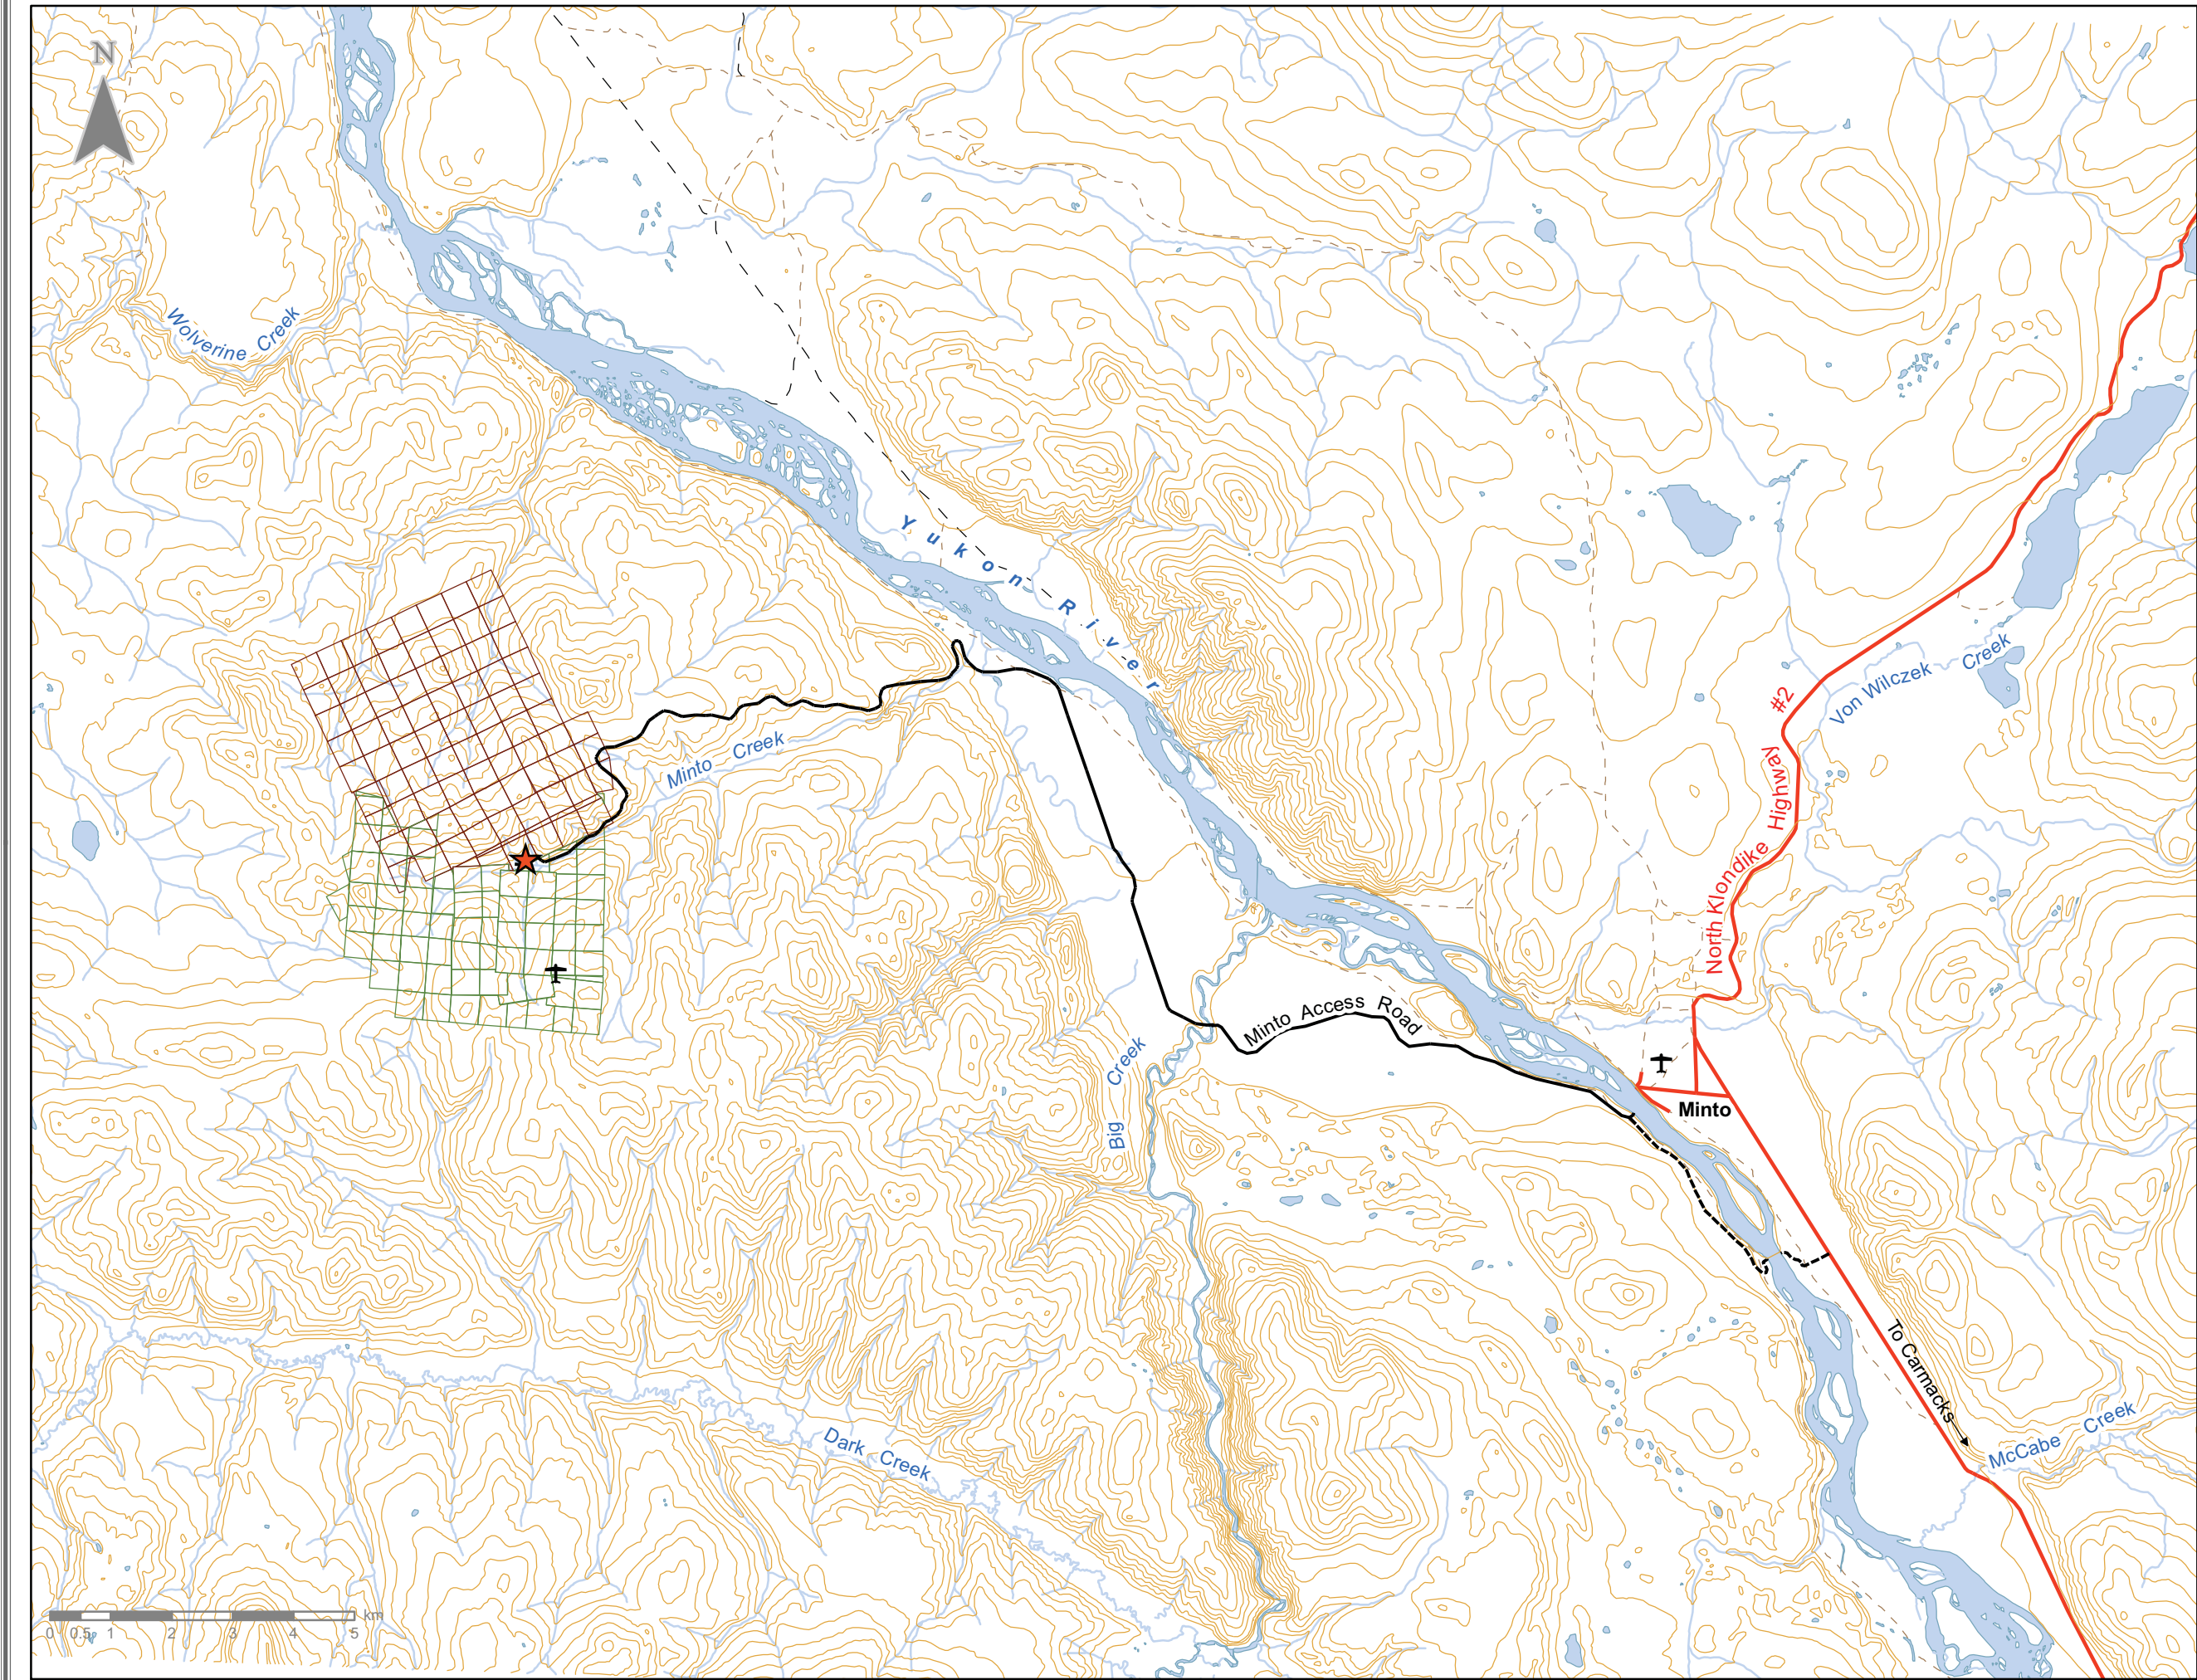 N
Wolverine Creek
Yukon River
#2
Von Wilczek Creek
North Klondike Highway
Minto Creek
Minto Access Road
Big Creek
Minto
To Carmacks
McCabe Creek
Dark Creek
km
0 0.5 1 2 3 4 5